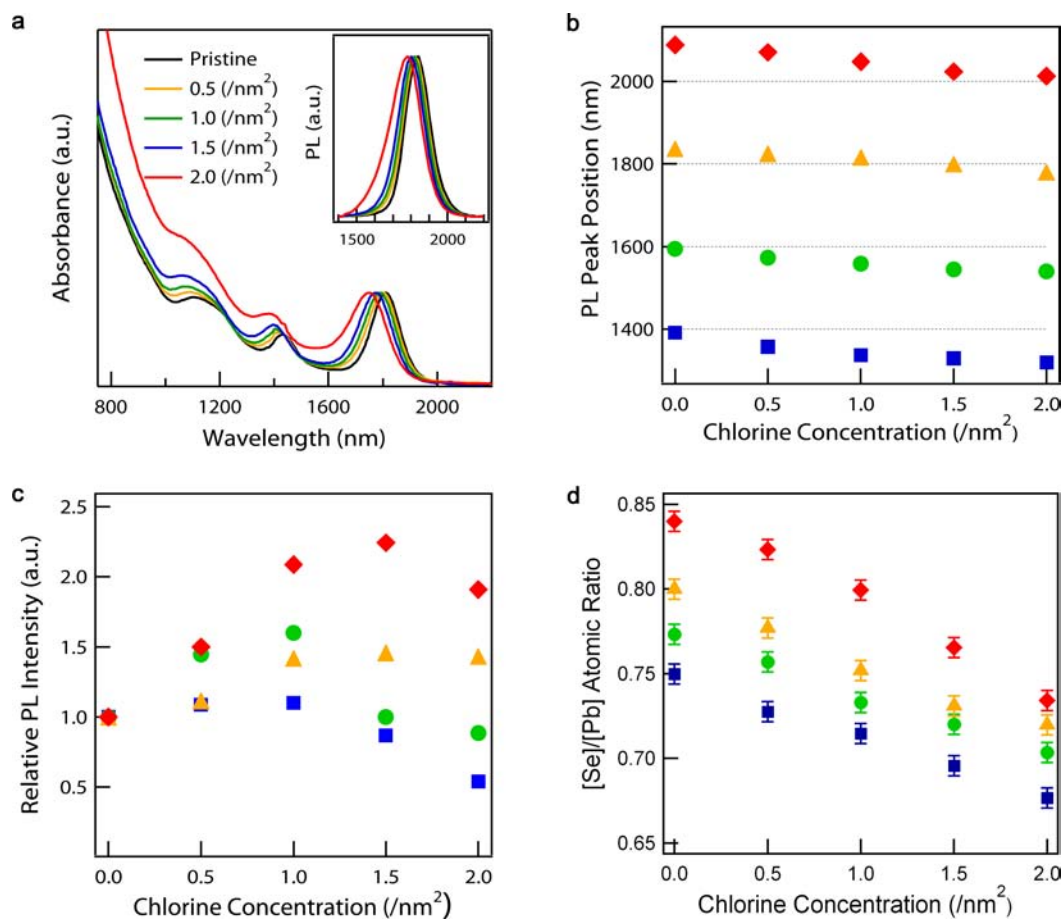 a
Absorbance (a.u.)
Pristine
0.5 (/nm²)
1.0 (/nm²)
1.5 (/nm²)
2.0 (/nm²)
PL (a.u.)
1500 2000
800 1200 1600 2000
Wavelength (nm)
b
PL Peak Position (nm)
2000
1800
1600
1400
0.0 0.5 1.0 1.5 2.0
Chlorine Concentration (/nm²)
c
Relative PL Intensity (a.u.)
2.5
2.0
1.5
1.0
0.5
0.0 0.5 1.0 1.5 2.0
Chlorine Concentration (/nm²)
d
[Se]/[Pb] Atomic Ratio
0.85
0.80
0.75
0.70
0.65
0.0 0.5 1.0 1.5 2.0
Chlorine Concentration (/nm²)